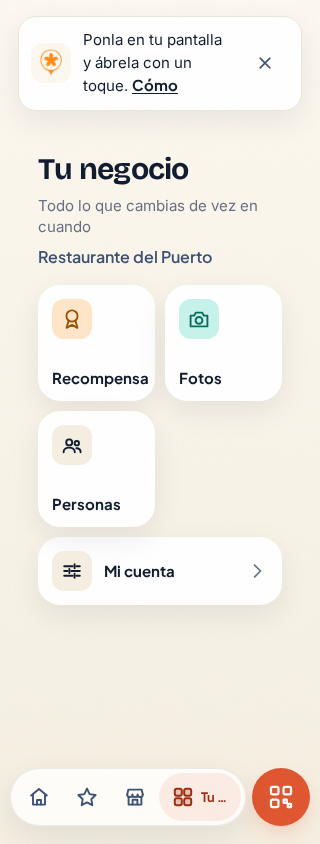 Ponla en tu pantalla
y ábrela con un
toque. Cómo
Tu negocio
Todo lo que cambias de vez en
cuando
Restaurante del Puerto
Recompensa
Fotos
Personas
Mi cuenta
Tu ...